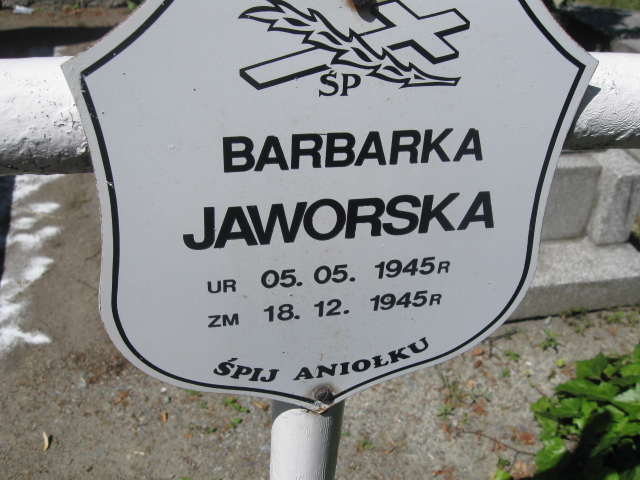 ŚP
BARBARKA
JAWORSKA
UR 05. 05. 1945R
ZM 18. 12. 1945R
ŚPIJ ANIOŁKU